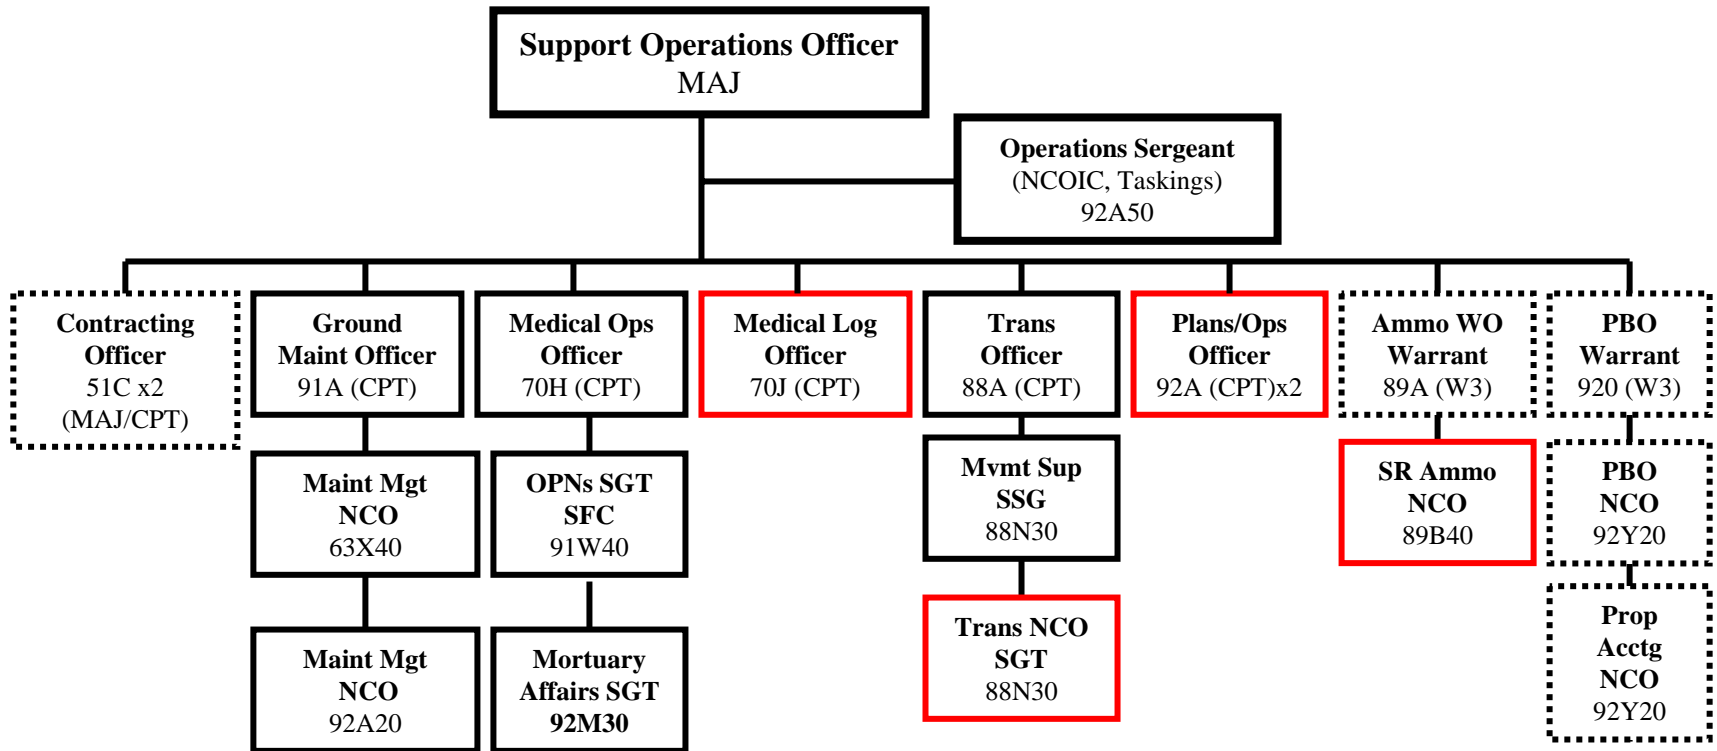 Support Operations Officer
MAJ
Operations Sergeant
(NCOIC, Taskings)
92A50
Contracting
Officer
51C x2
(MAJ/CPT)
Ground
Maint Officer
91A (CPT)
Medical Ops
Officer
70H (CPT)
Medical Log
Officer
70J (CPT)
Trans
Officer
88A (CPT)
Plans/Ops
Officer
92A (CPT)x2
Ammo WO
Warrant
89A (W3)
PBO
Warrant
920 (W3)
Maint Mgt
NCO
63X40
OPNs SGT
SFC
91W40
Mvmt Sup
SSG
88N30
SR Ammo
NCO
89B40
PBO
NCO
92Y20
Maint Mgt
NCO
92A20
Mortuary
Affairs SGT
92M30
Trans NCO
SGT
88N30
Prop
Acctg
NCO
92Y20